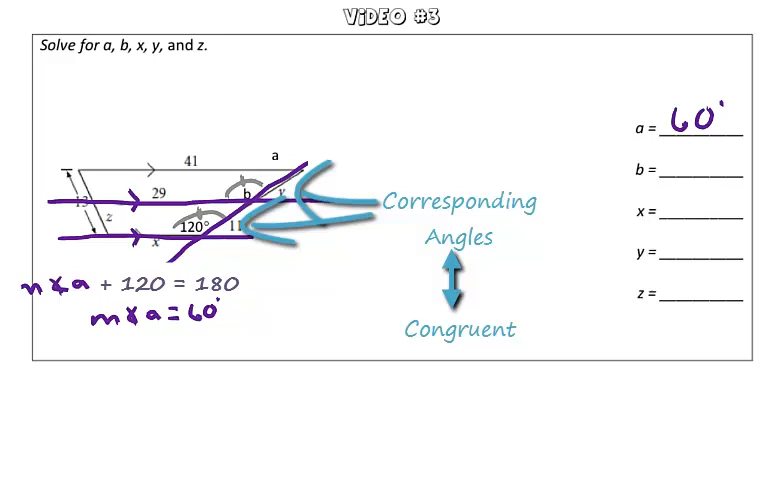 VIDEO #3
Solve for a, b, x, y, and z.
a = 60°
b =
x =
y =
z =
a
41
29
b
y
13
z
120°
11
x
Corresponding
Angles
Congruent
m∡a + 120 = 180
m∡a = 60°